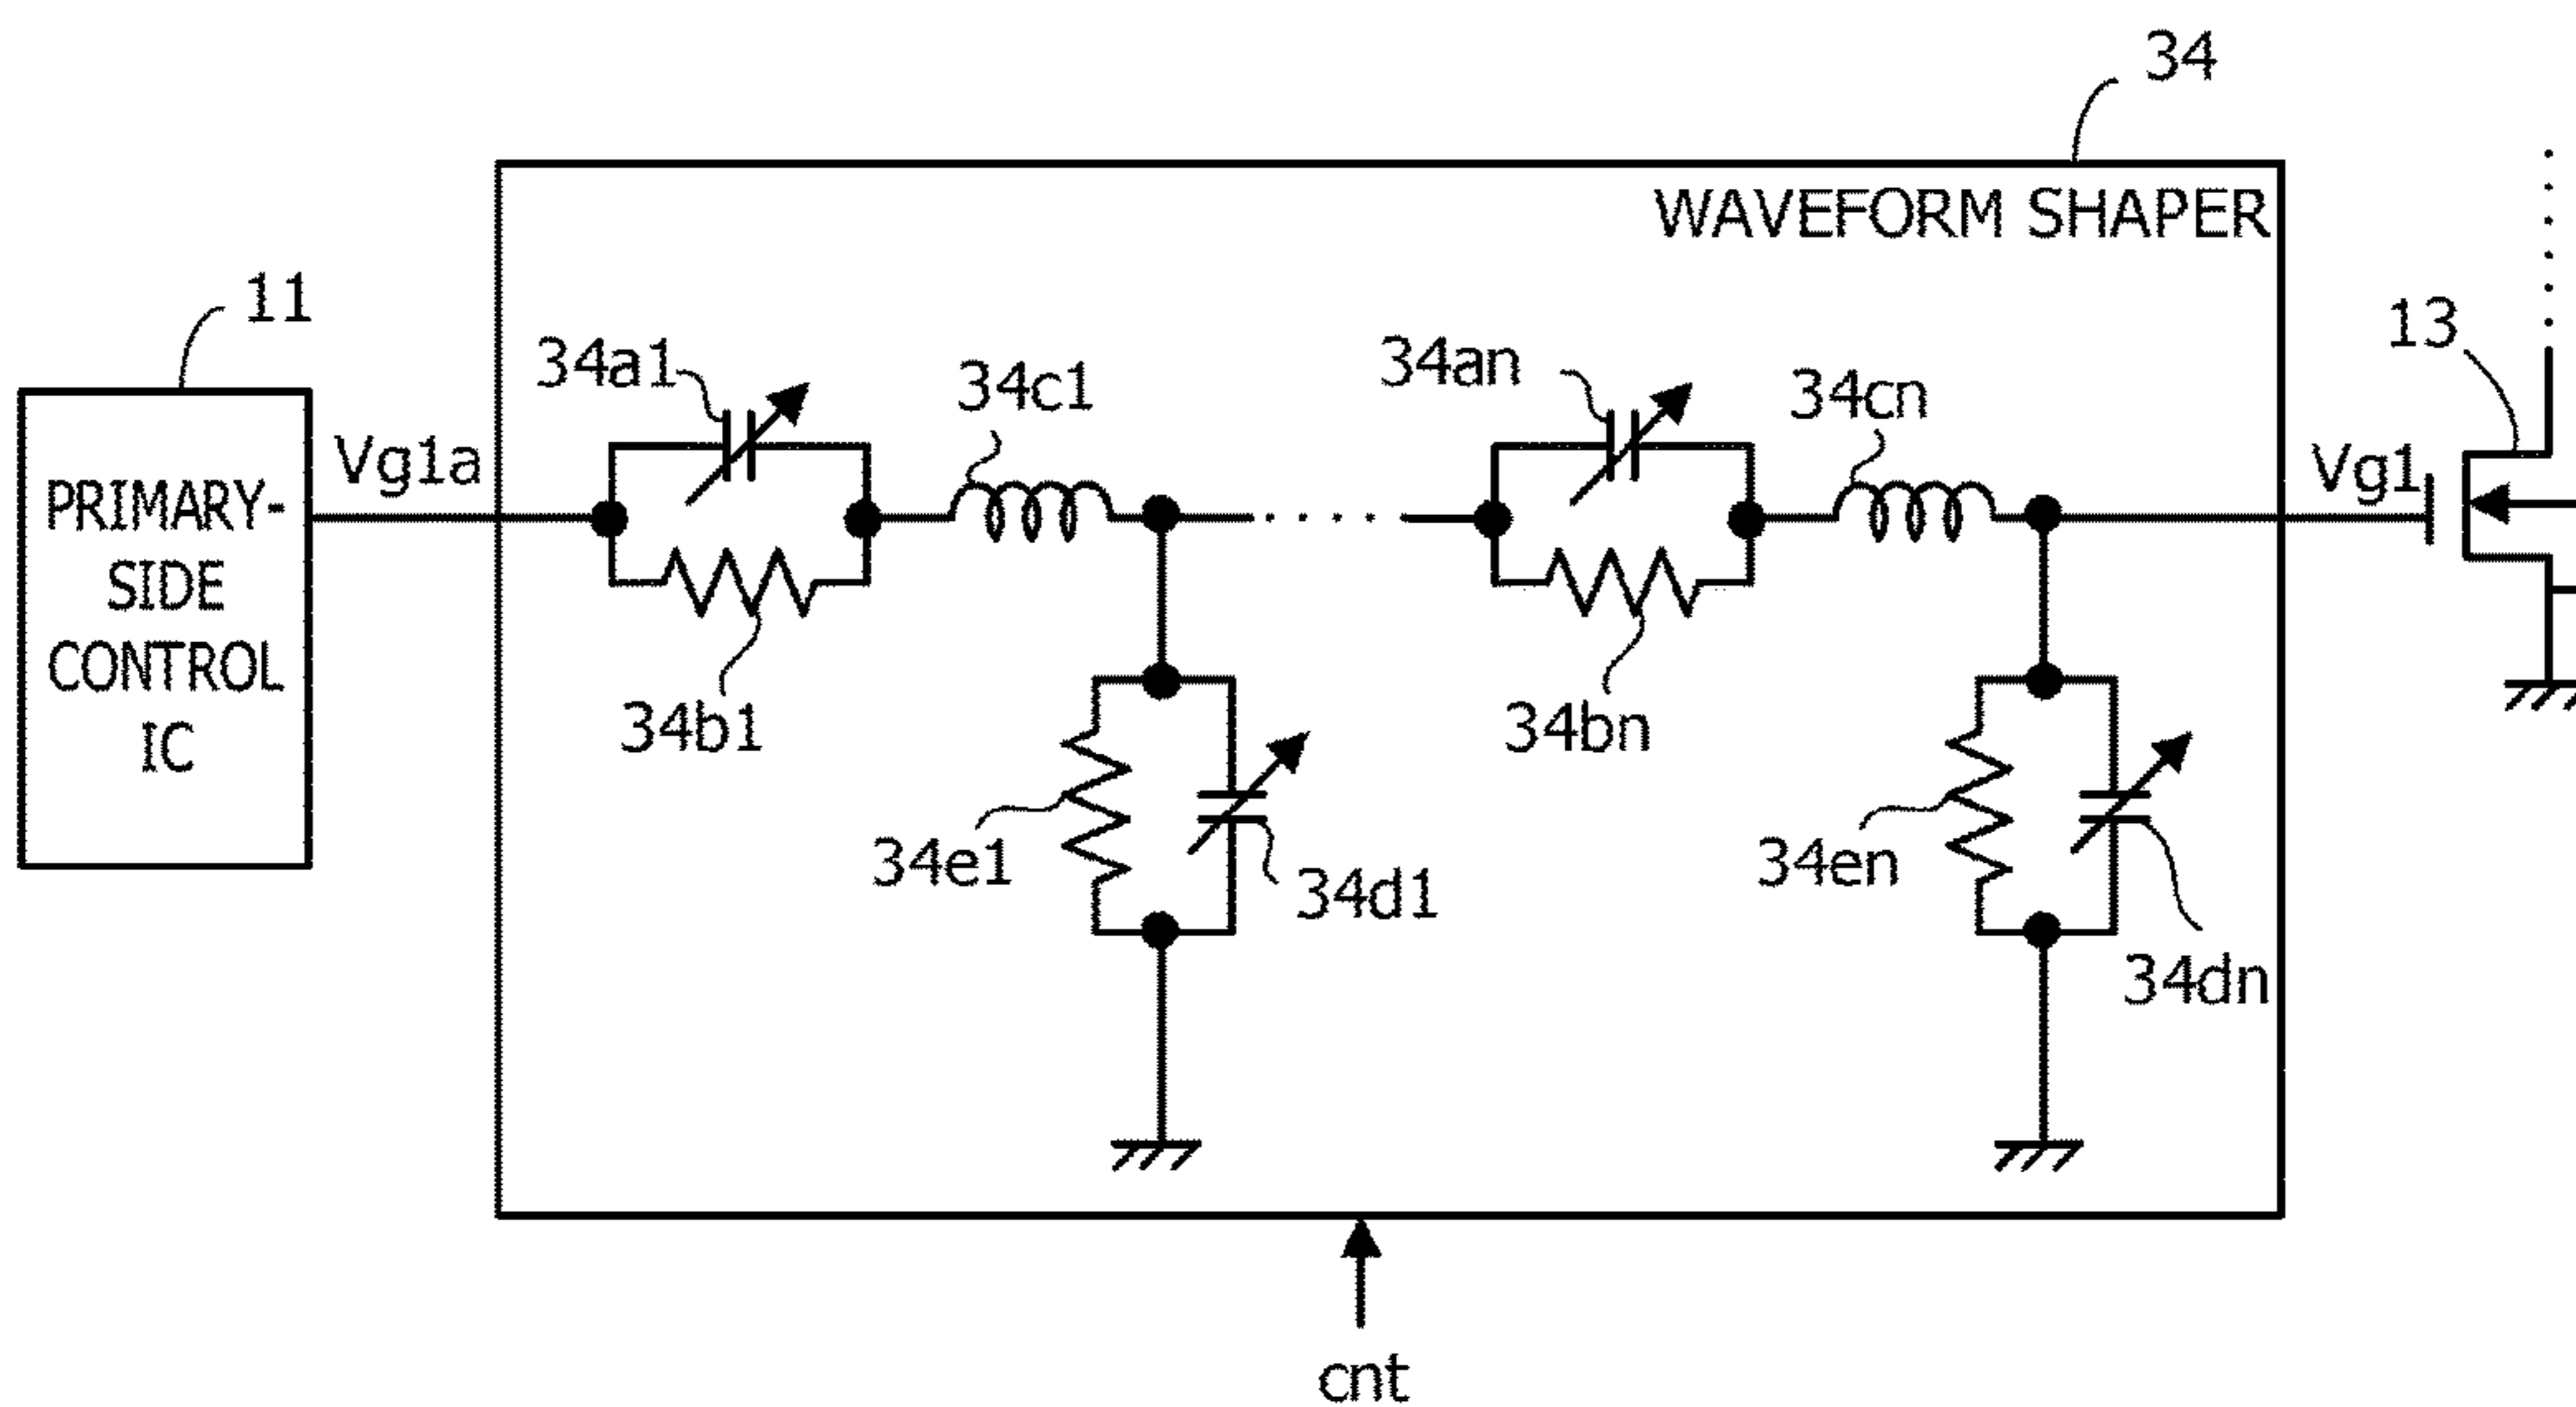 34
WAVEFORM SHAPER
11
13
34a1
34c1
34an
34cn
Vg1a
Vg1
PRIMARY-
SIDE
CONTROL
IC
34b1
34bn
34e1
34d1
34en
34dn
cnt